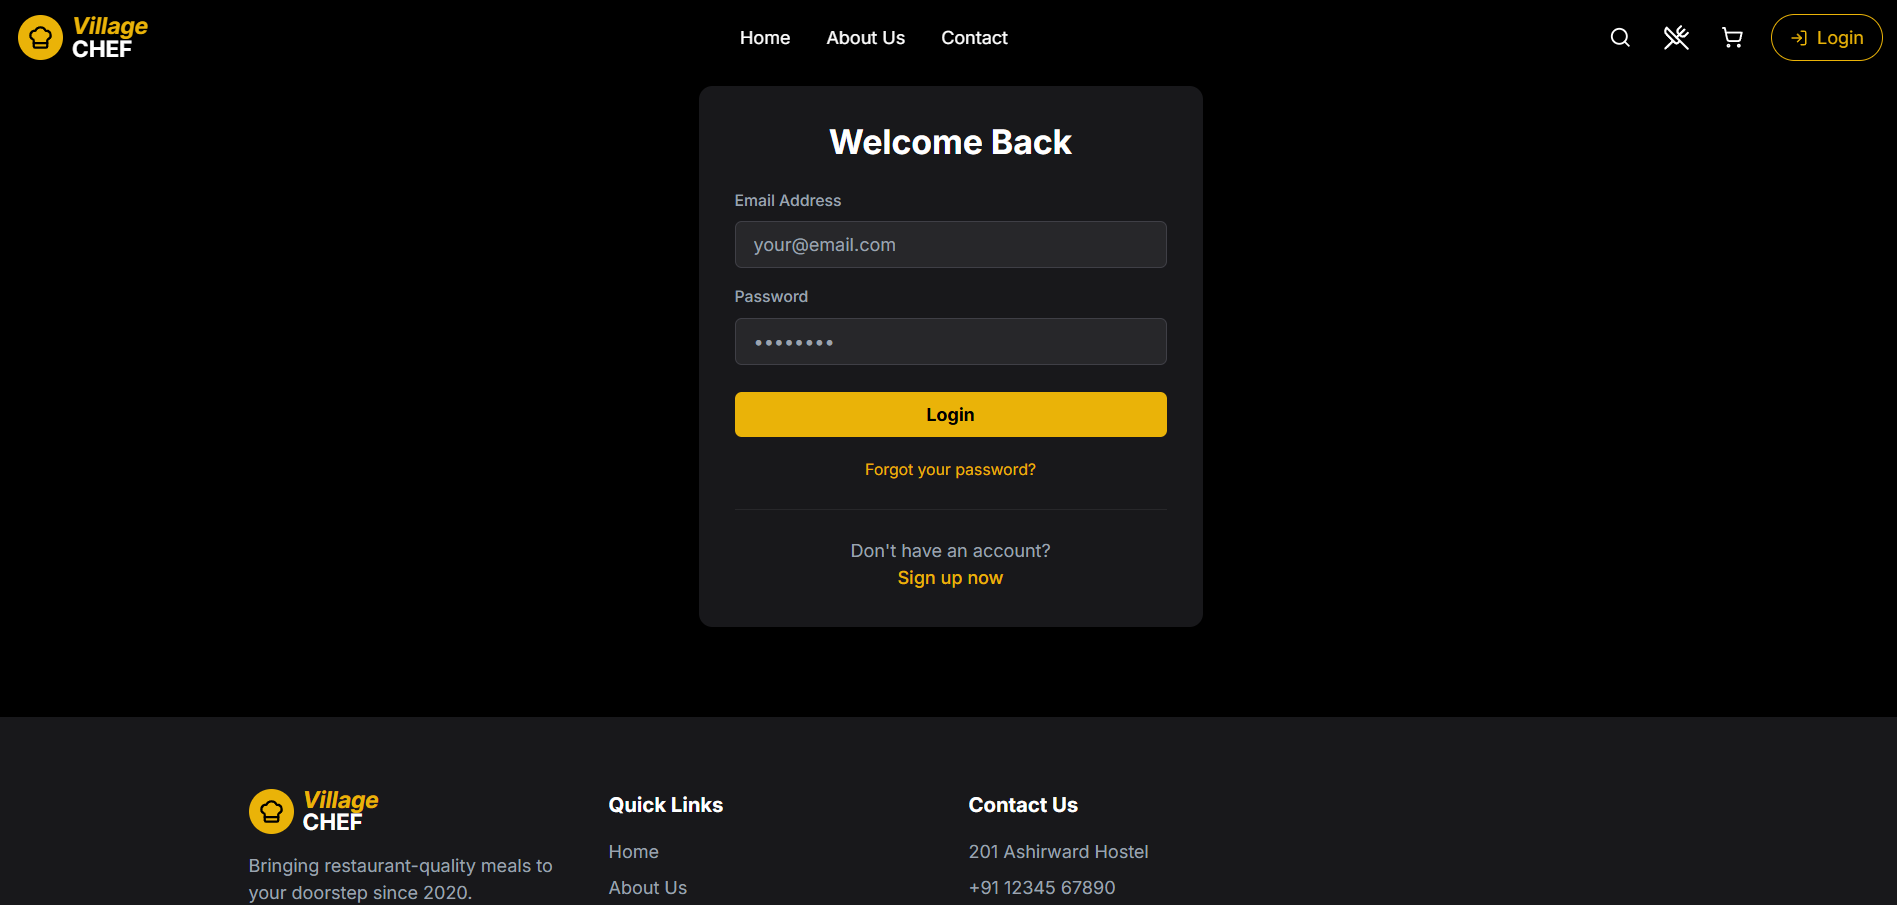 Village
CHEF
Home
About Us
Contact
Login
Welcome Back
Email Address
your@email.com
Password
••••••••
Login
Forgot your password?
Don't have an account?
Sign up now
Village
CHEF
Bringing restaurant-quality meals to
your doorstep since 2020.
Quick Links
Home
About Us
Contact Us
201 Ashirward Hostel
+91 12345 67890